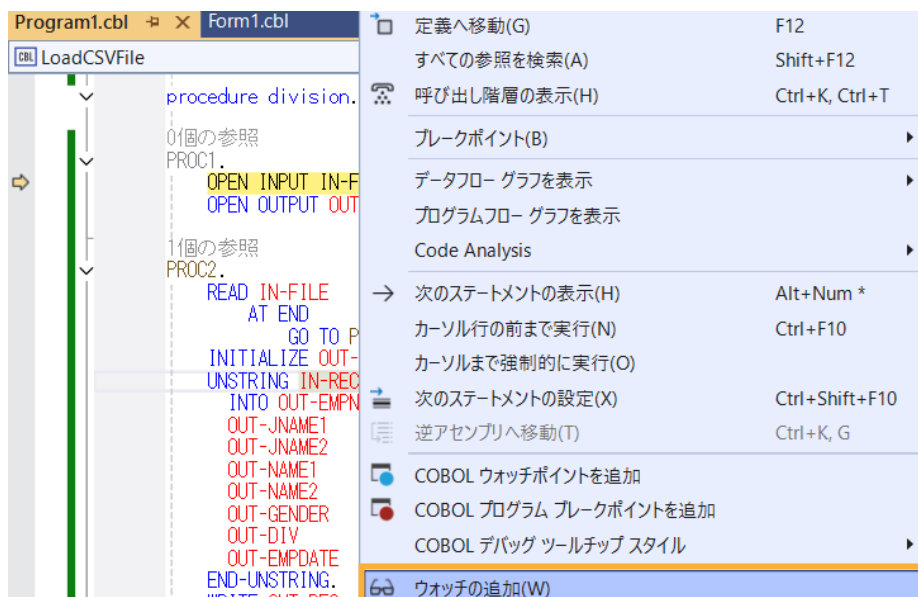 Program1.cbl
Form1.cbl
CBL LoadCSVFile
procedure division.
0個の参照
PROC1.
OPEN INPUT IN-F
OPEN OUTPUT OUT
1個の参照
PROC2.
READ IN-FILE
AT END
GO TO P
INITIALIZE OUT-
UNSTRING IN-REC
INTO OUT-EMPN
OUT-JNAME1
OUT-JNAME2
OUT-NAME1
OUT-NAME2
OUT-GENDER
OUT-DIV
OUT-EMPDATE
END-UNSTRING.
WRITE OUT-REC
定義へ移動(G) F12
すべての参照を検索(A) Shift+F12
呼び出し階層の表示(H) Ctrl+K, Ctrl+T
ブレークポイント(B)
データフロー グラフを表示
プログラムフロー グラフを表示
Code Analysis
次のステートメントの表示(H) Alt+Num *
カーソル行の前まで実行(N) Ctrl+F10
カーソルまで強制的に実行(O)
次のステートメントの設定(X) Ctrl+Shift+F10
逆アセンブリへ移動(T) Ctrl+K, G
COBOL ウォッチポイントを追加
COBOL プログラム ブレークポイントを追加
COBOL デバッグ ツールチップ スタイル
ウォッチの追加(W)